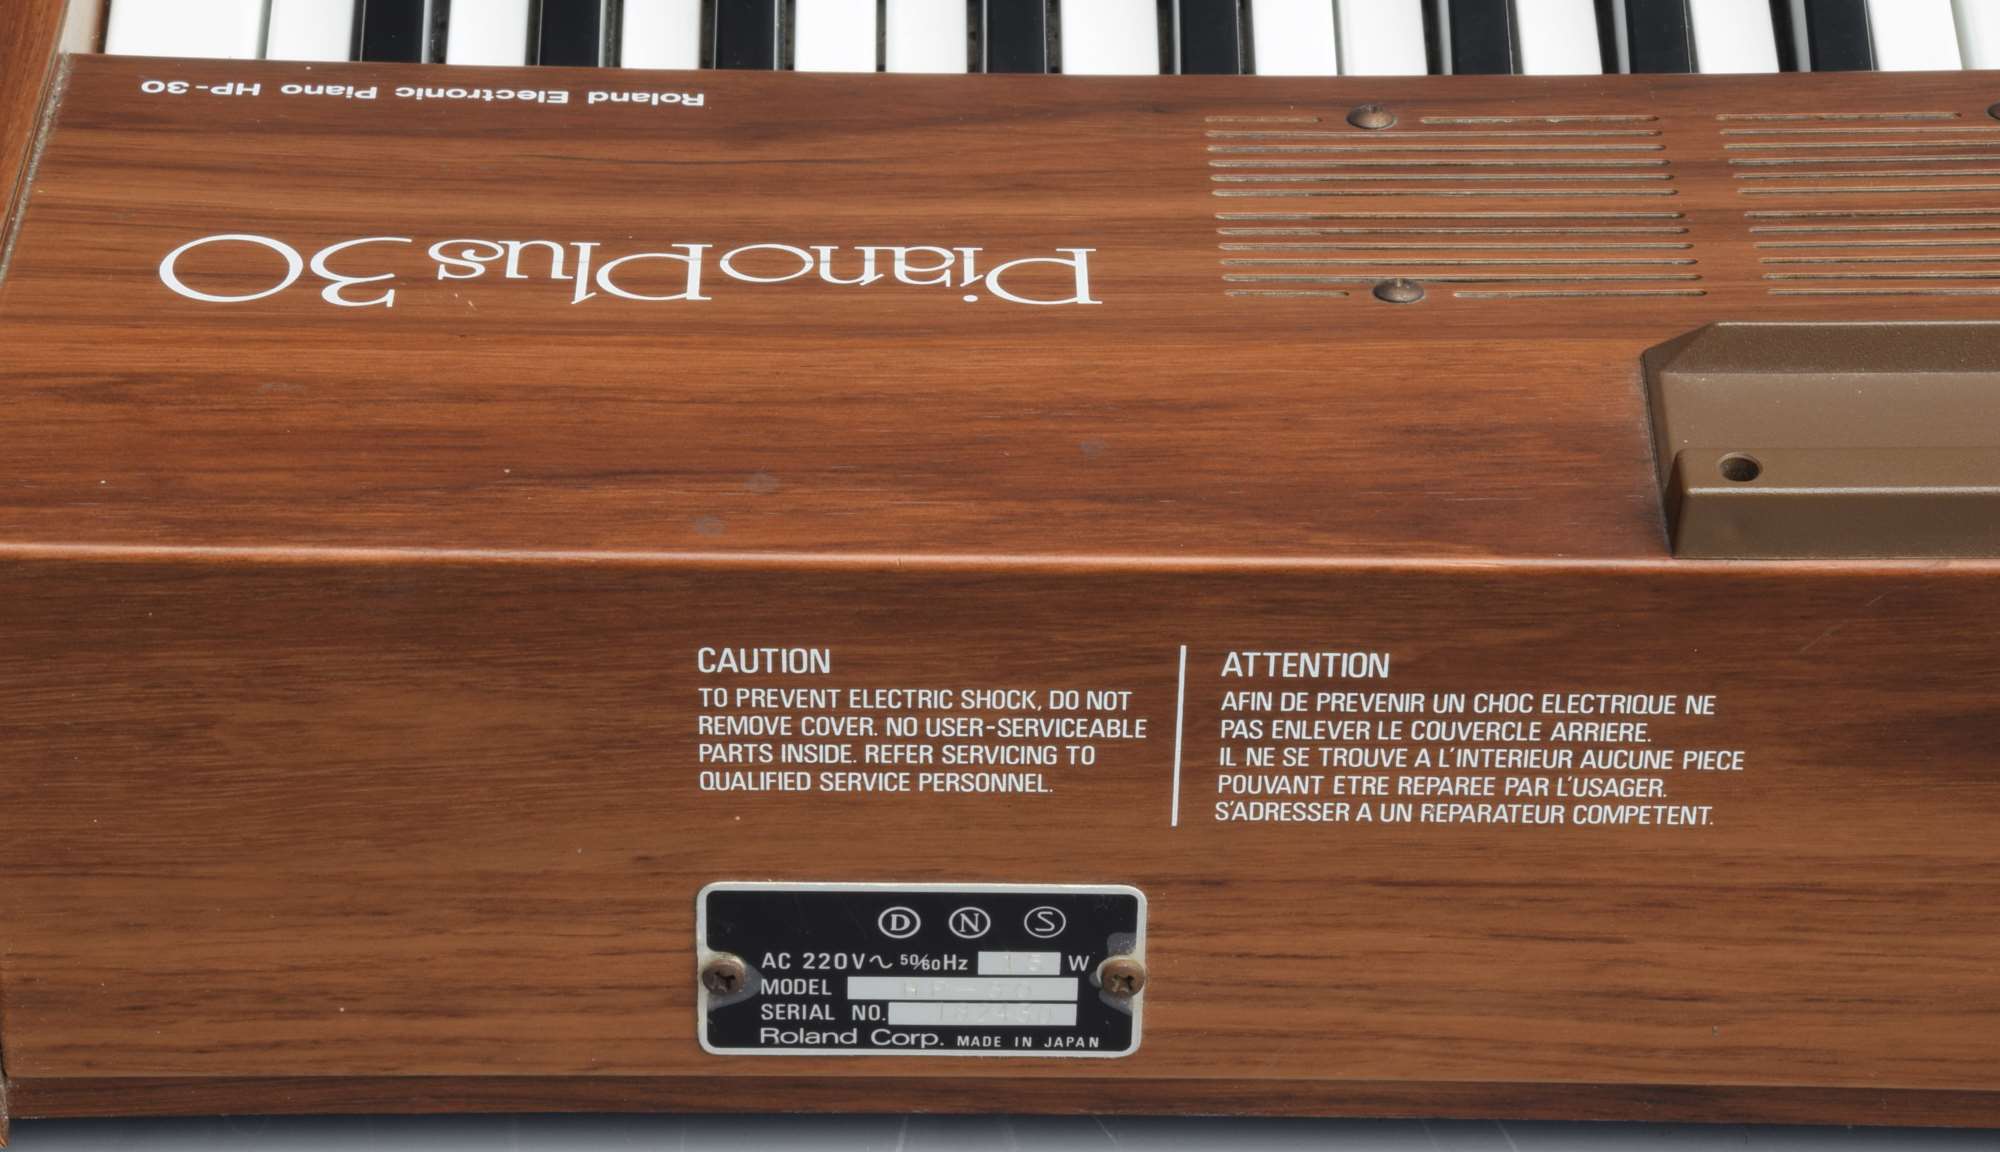 Roland Electronic Piano HP-30
PianoPlus 30
CAUTION
TO PREVENT ELECTRIC SHOCK, DO NOT
REMOVE COVER. NO USER-SERVICEABLE
PARTS INSIDE. REFER SERVICING TO
QUALIFIED SERVICE PERSONNEL.
ATTENTION
AFIN DE PREVENIR UN CHOC ELECTRIQUE NE
PAS ENLEVER LE COUVERCLE ARRIERE.
IL NE SE TROUVE A L'INTERIEUR AUCUNE PIECE
POUVANT ETRE REPAREE PAR L'USAGER.
S'ADRESSER A UN REPARATEUR COMPETENT.
D N S
AC 220V~ 50/60Hz W
MODEL HP-30
SERIAL NO.
Roland Corp. MADE IN JAPAN